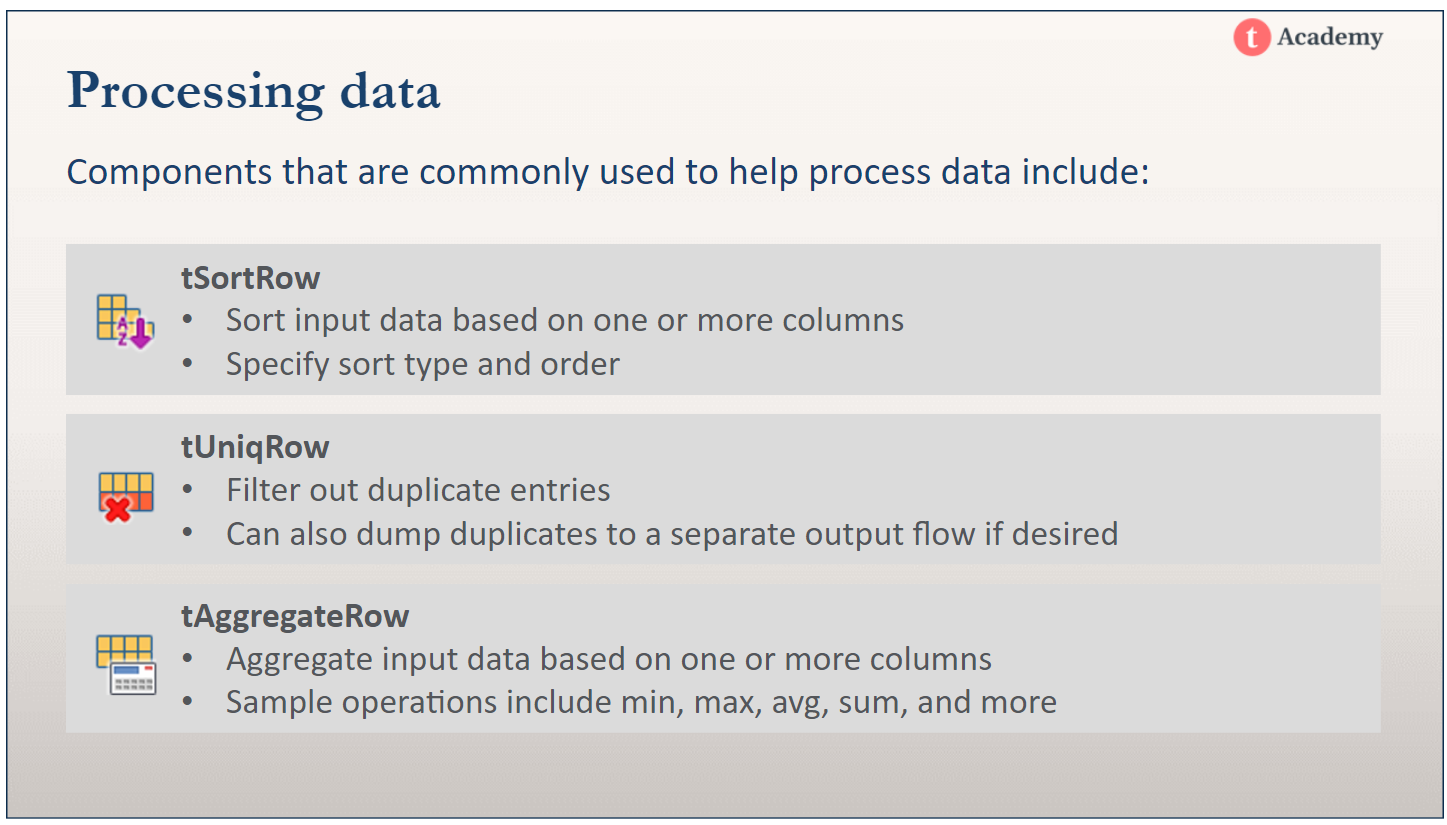 t Academy
Processing data
Components that are commonly used to help process data include:
tSortRow
• Sort input data based on one or more columns
• Specify sort type and order
tUniqRow
• Filter out duplicate entries
• Can also dump duplicates to a separate output flow if desired
tAggregateRow
• Aggregate input data based on one or more columns
• Sample operations include min, max, avg, sum, and more